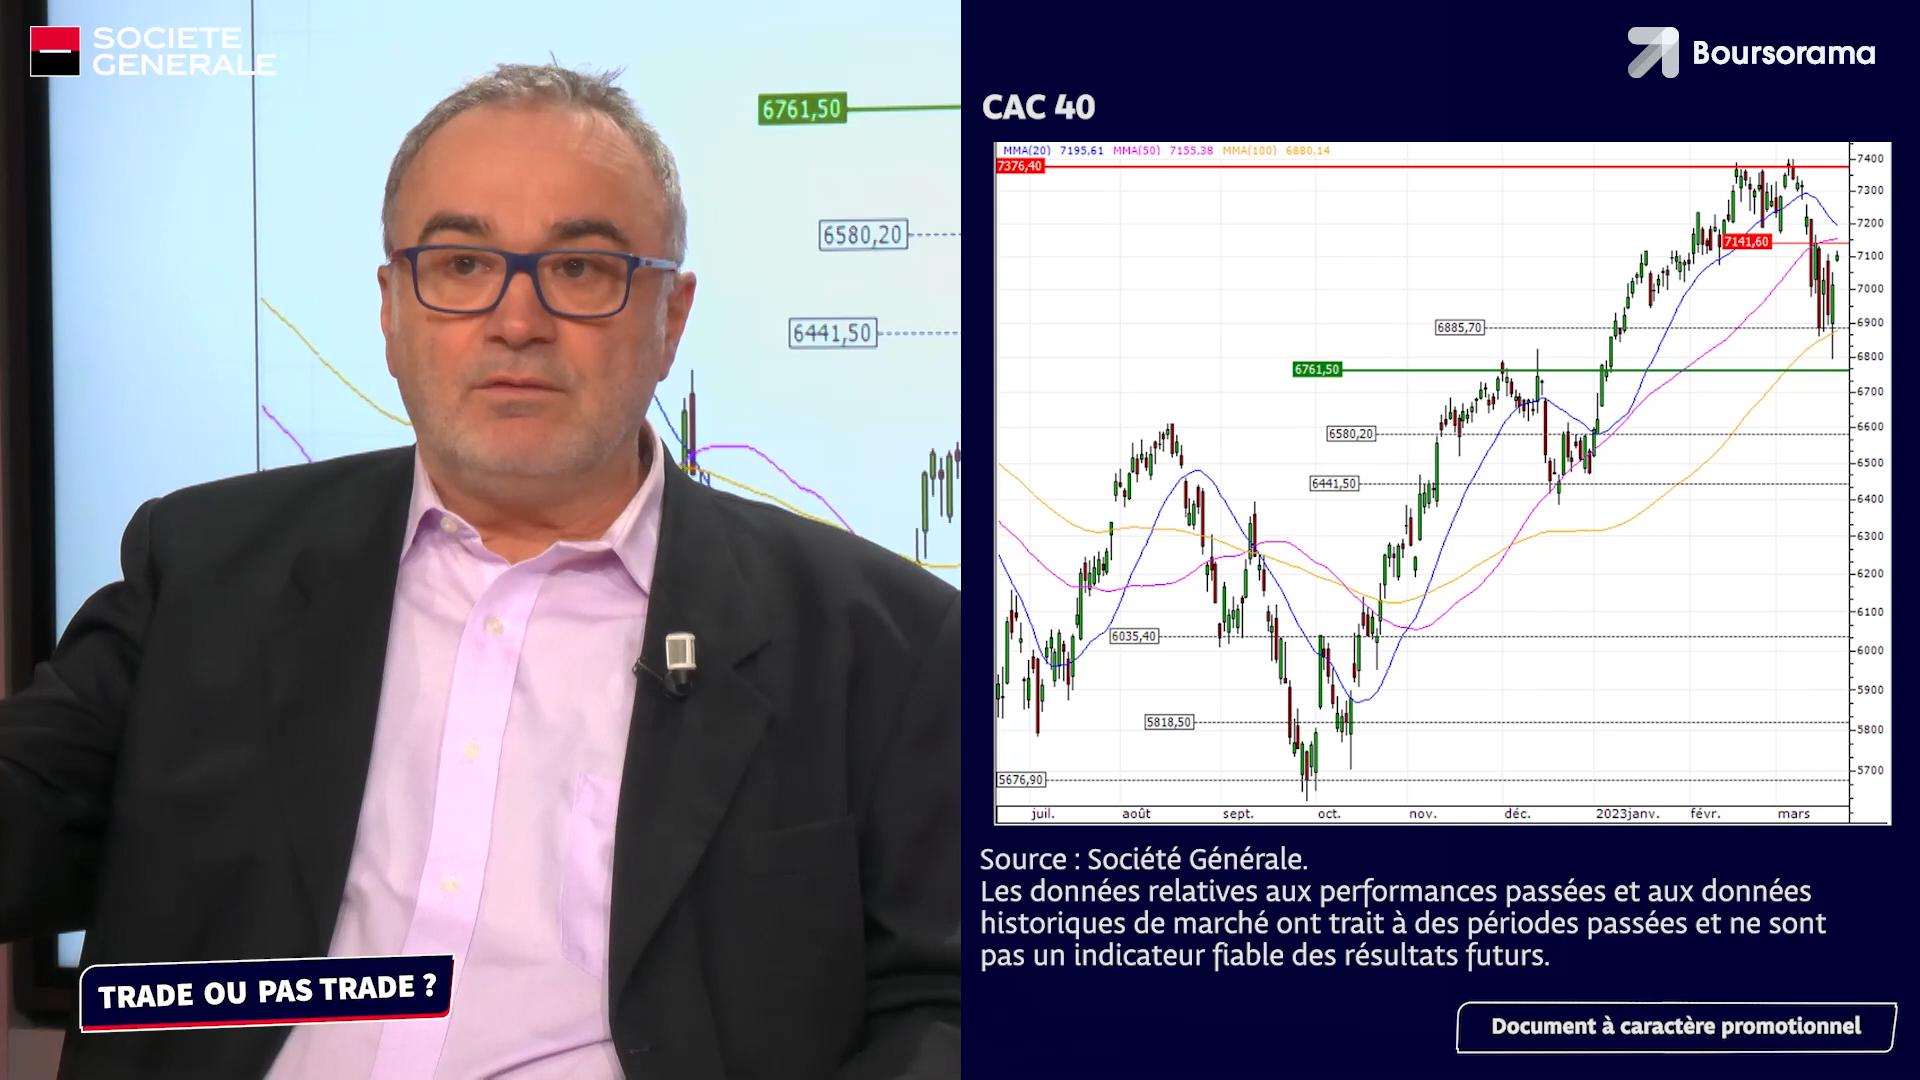 SOCIETE
GENERALE
6761,50
6580,20
6441,50
TRADE OU PAS TRADE ?
Boursorama
CAC 40
MMA(20) 7195,61 MMA(50) 7155,38 MMA(100) 6880,14
7376,40
7141,60
6885,70
6761,50
6580,20
6441,50
6035,40
5818,50
5676,90
7400
7300
7200
7100
7000
6900
6800
6700
6600
6500
6400
6300
6200
6100
6000
5900
5800
5700
juil. août sept. oct. nov. déc. 2023janv. févr. mars
Source : Société Générale.
Les données relatives aux performances passées et aux données
historiques de marché ont trait à des périodes passées et ne sont
pas un indicateur fiable des résultats futurs.
Document à caractère promotionnel